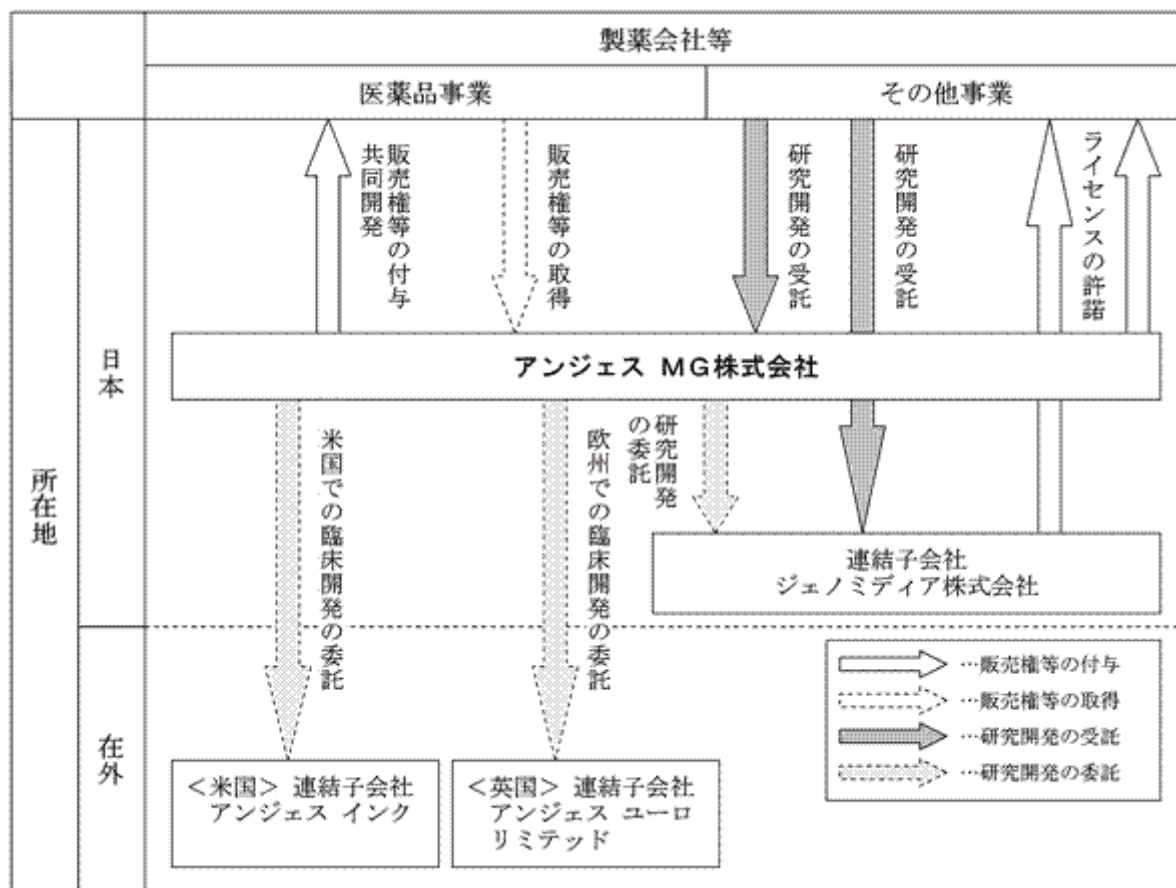 製薬会社等
医薬品事業
その他事業
販売権等の付与
共同開発
販売権等の取得
研究開発の受託
研究開発の受託
ライセンスの許諾
所在地
日本
アンジェス MG株式会社
米国での臨床開発の委託
欧州での臨床開発の委託
研究開発
の委託
連結子会社
ジェノミディア株式会社
在外
<米国> 連結子会社
アンジェス インク
<英国> 連結子会社
アンジェス ユーロ
リミテッド
…販売権等の付与
…販売権等の取得
…研究開発の受託
…研究開発の委託